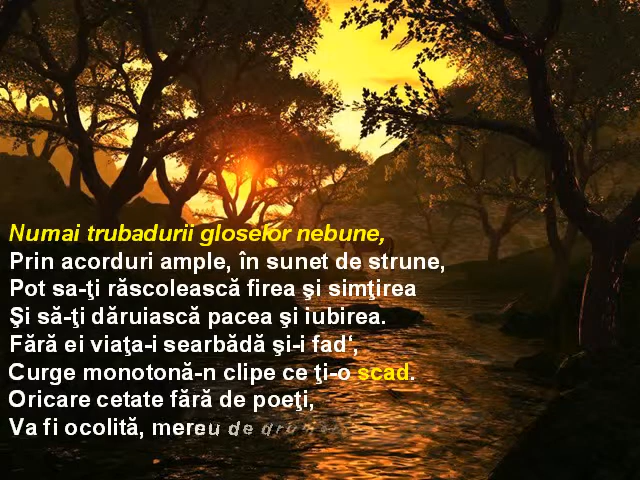 Numai trubadurii gloselor nebune,
Prin acorduri ample, în sunet de strune,
Pot sa-ţi răscolească firea şi simţirea
Şi să-ţi dăruiască pacea şi iubirea.
Fără ei viaţa-i searbădă şi-i fad‘,
Curge monotonă-n clipe ce ţi-o scad.
Oricare cetate fără de poeţi,
Va fi ocolită, mereu de